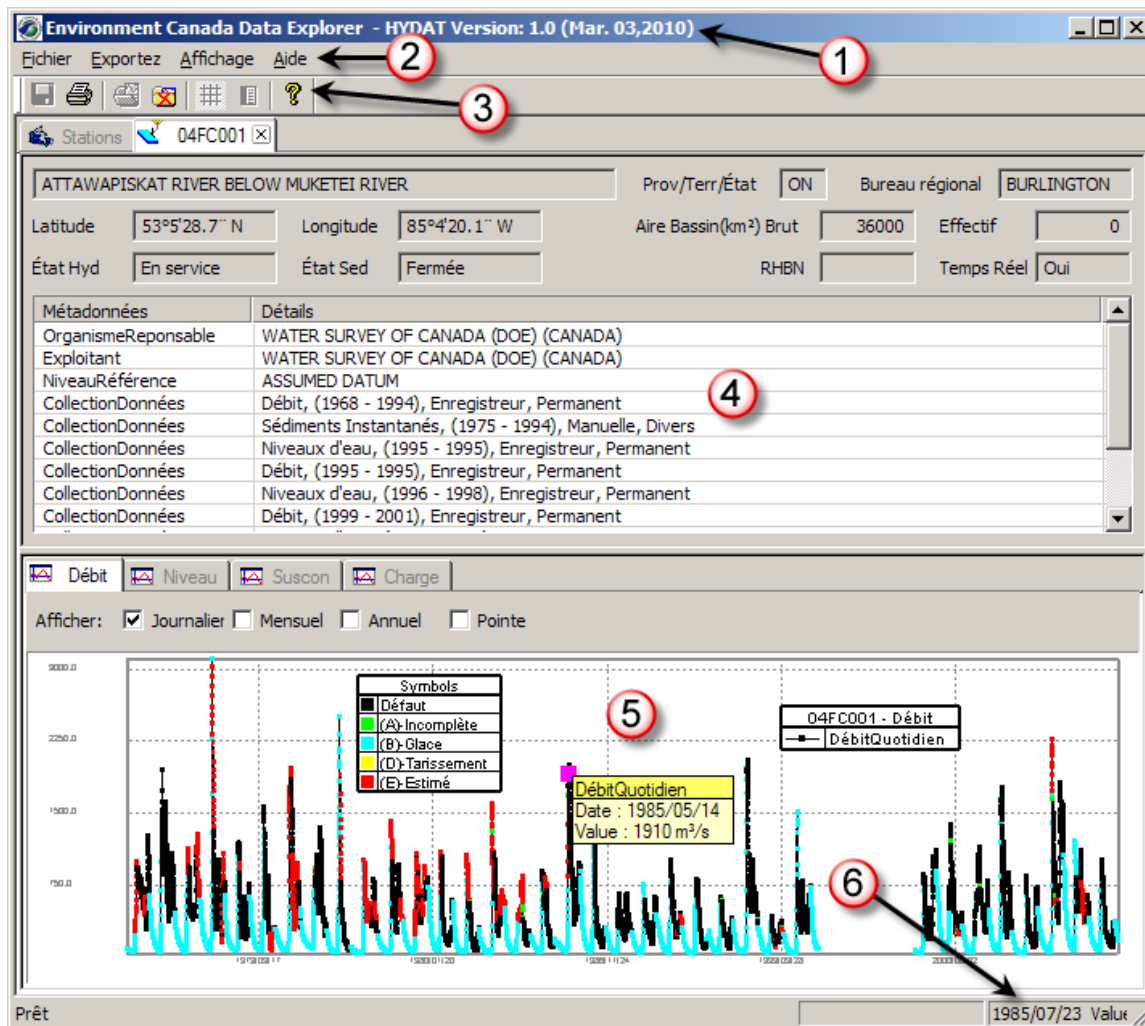 Environment Canada Data Explorer - HYDAT Version: 1.0 (Mar. 03,2010)
1
Fichier Exportez Affichage Aide
2
3
Stations 04FC001
ATTAWAPISKAT RIVER BELOW MUKETEI RIVER Prov/Terr/État ON Bureau régional BURLINGTON
Latitude 53°5'28.7¨ N Longitude 85°4'20.1¨ W Aire Bassin(km²) Brut 36000 Effectif 0
État Hyd En service État Sed Fermée RHBN Temps Réel Oui
Métadonnées Détails
OrganismeReponsable WATER SURVEY OF CANADA (DOE) (CANADA)
Exploitant WATER SURVEY OF CANADA (DOE) (CANADA)
NiveauRéférence ASSUMED DATUM
CollectionDonnées Débit, (1968 - 1994), Enregistreur, Permanent
CollectionDonnées Sédiments Instantanés, (1975 - 1994), Manuelle, Divers
CollectionDonnées Niveaux d'eau, (1995 - 1995), Enregistreur, Permanent
CollectionDonnées Débit, (1995 - 1995), Enregistreur, Permanent
CollectionDonnées Niveaux d'eau, (1996 - 1998), Enregistreur, Permanent
CollectionDonnées Débit, (1999 - 2001), Enregistreur, Permanent
4
Débit Niveau Suscon Charge
Afficher: Journalier Mensuel Annuel Pointe
3000.0
2250.0
1500.0
750.0
Symbols
Défaut
(A)-Incomplète
(B)-Glace
(D)-Tarissement
(E)-Estimé
5
04FC001 - Débit
DébitQuotidien
DébitQuotidien
Date : 1985/05/14
Value : 1910 m³/s
6
Prêt 1985/07/23 Value